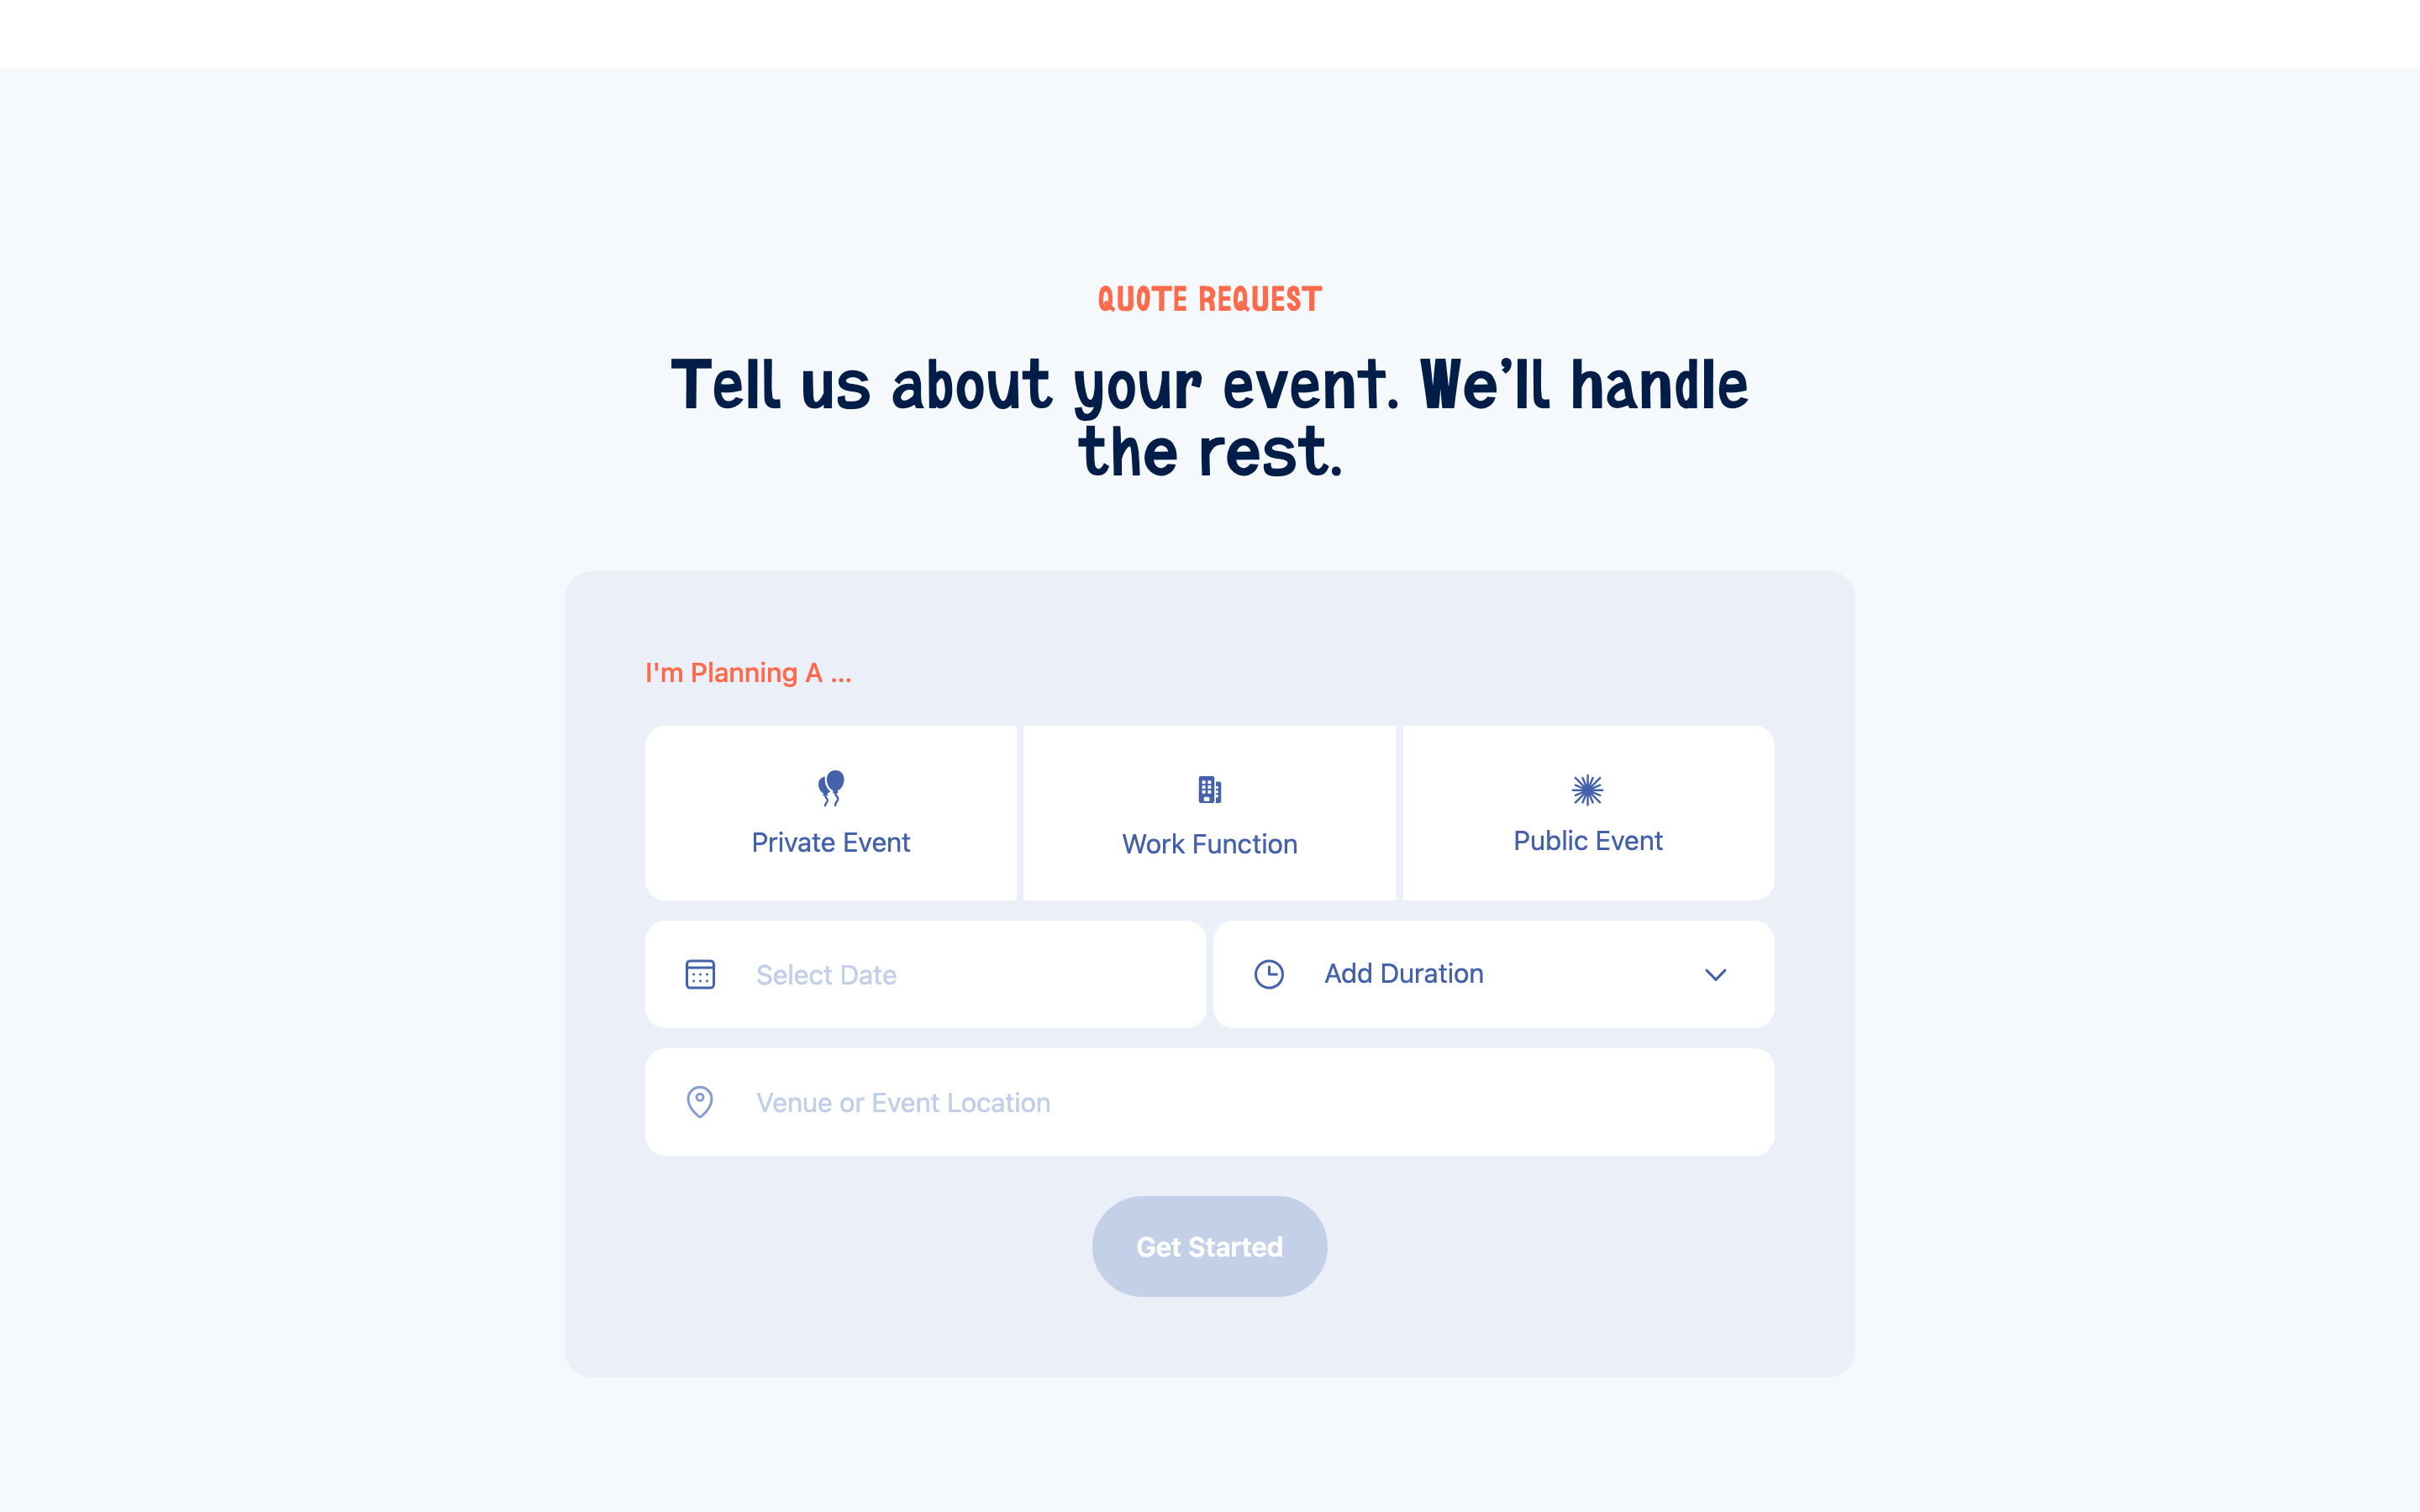 QUOTE REQUEST
Tell us about your event. We’ll handle
the rest.
I'm Planning A ...
Private Event
Work Function
Public Event
Select Date
Add Duration
Venue or Event Location
Get Started